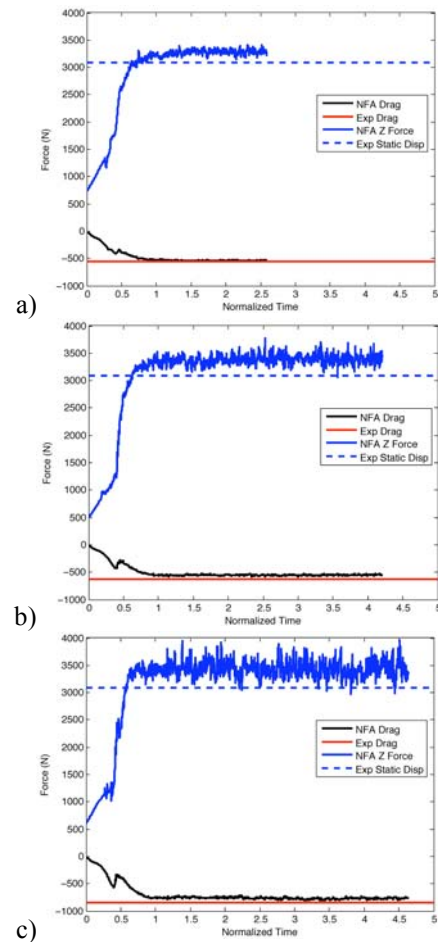 4000
3500
3000
2500
2000
1500
1000
500
0
−500
−1000
Force (N)
0 0.5 1 1.5 2 2.5 3 3.5 4 4.5 5
Normalized Time
NFA Drag
Exp Drag
NFA Z Force
Exp Static Disp
a)
4000
3500
3000
2500
2000
1500
1000
500
0
−500
−1000
Force (N)
0 0.5 1 1.5 2 2.5 3 3.5 4 4.5 5
Normalized Time
NFA Drag
Exp Drag
NFA Z Force
Exp Static Disp
b)
4000
3500
3000
2500
2000
1500
1000
500
0
−500
−1000
Force (N)
0 0.5 1 1.5 2 2.5 3 3.5 4 4.5 5
Normalized Time
NFA Drag
Exp Drag
NFA Z Force
Exp Static Disp
c)